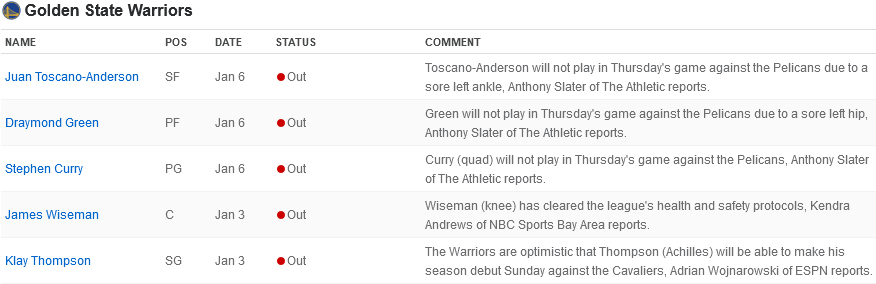 Golden State Warriors
NAME POS DATE STATUS COMMENT
Juan Toscano-Anderson SF Jan 6 Out Toscano-Anderson will not play in Thursday's game against the Pelicans due to a
sore left ankle, Anthony Slater of The Athletic reports.
Draymond Green PF Jan 6 Out Green will not play in Thursday's game against the Pelicans due to a sore left hip,
Anthony Slater of The Athletic reports.
Stephen Curry PG Jan 6 Out Curry (quad) will not play in Thursday's game against the Pelicans, Anthony Slater
of The Athletic reports.
James Wiseman C Jan 3 Out Wiseman (knee) has cleared the league's health and safety protocols, Kendra
Andrews of NBC Sports Bay Area reports.
Klay Thompson SG Jan 3 Out The Warriors are optimistic that Thompson (Achilles) will be able to make his
season debut Sunday against the Cavaliers, Adrian Wojnarowski of ESPN reports.